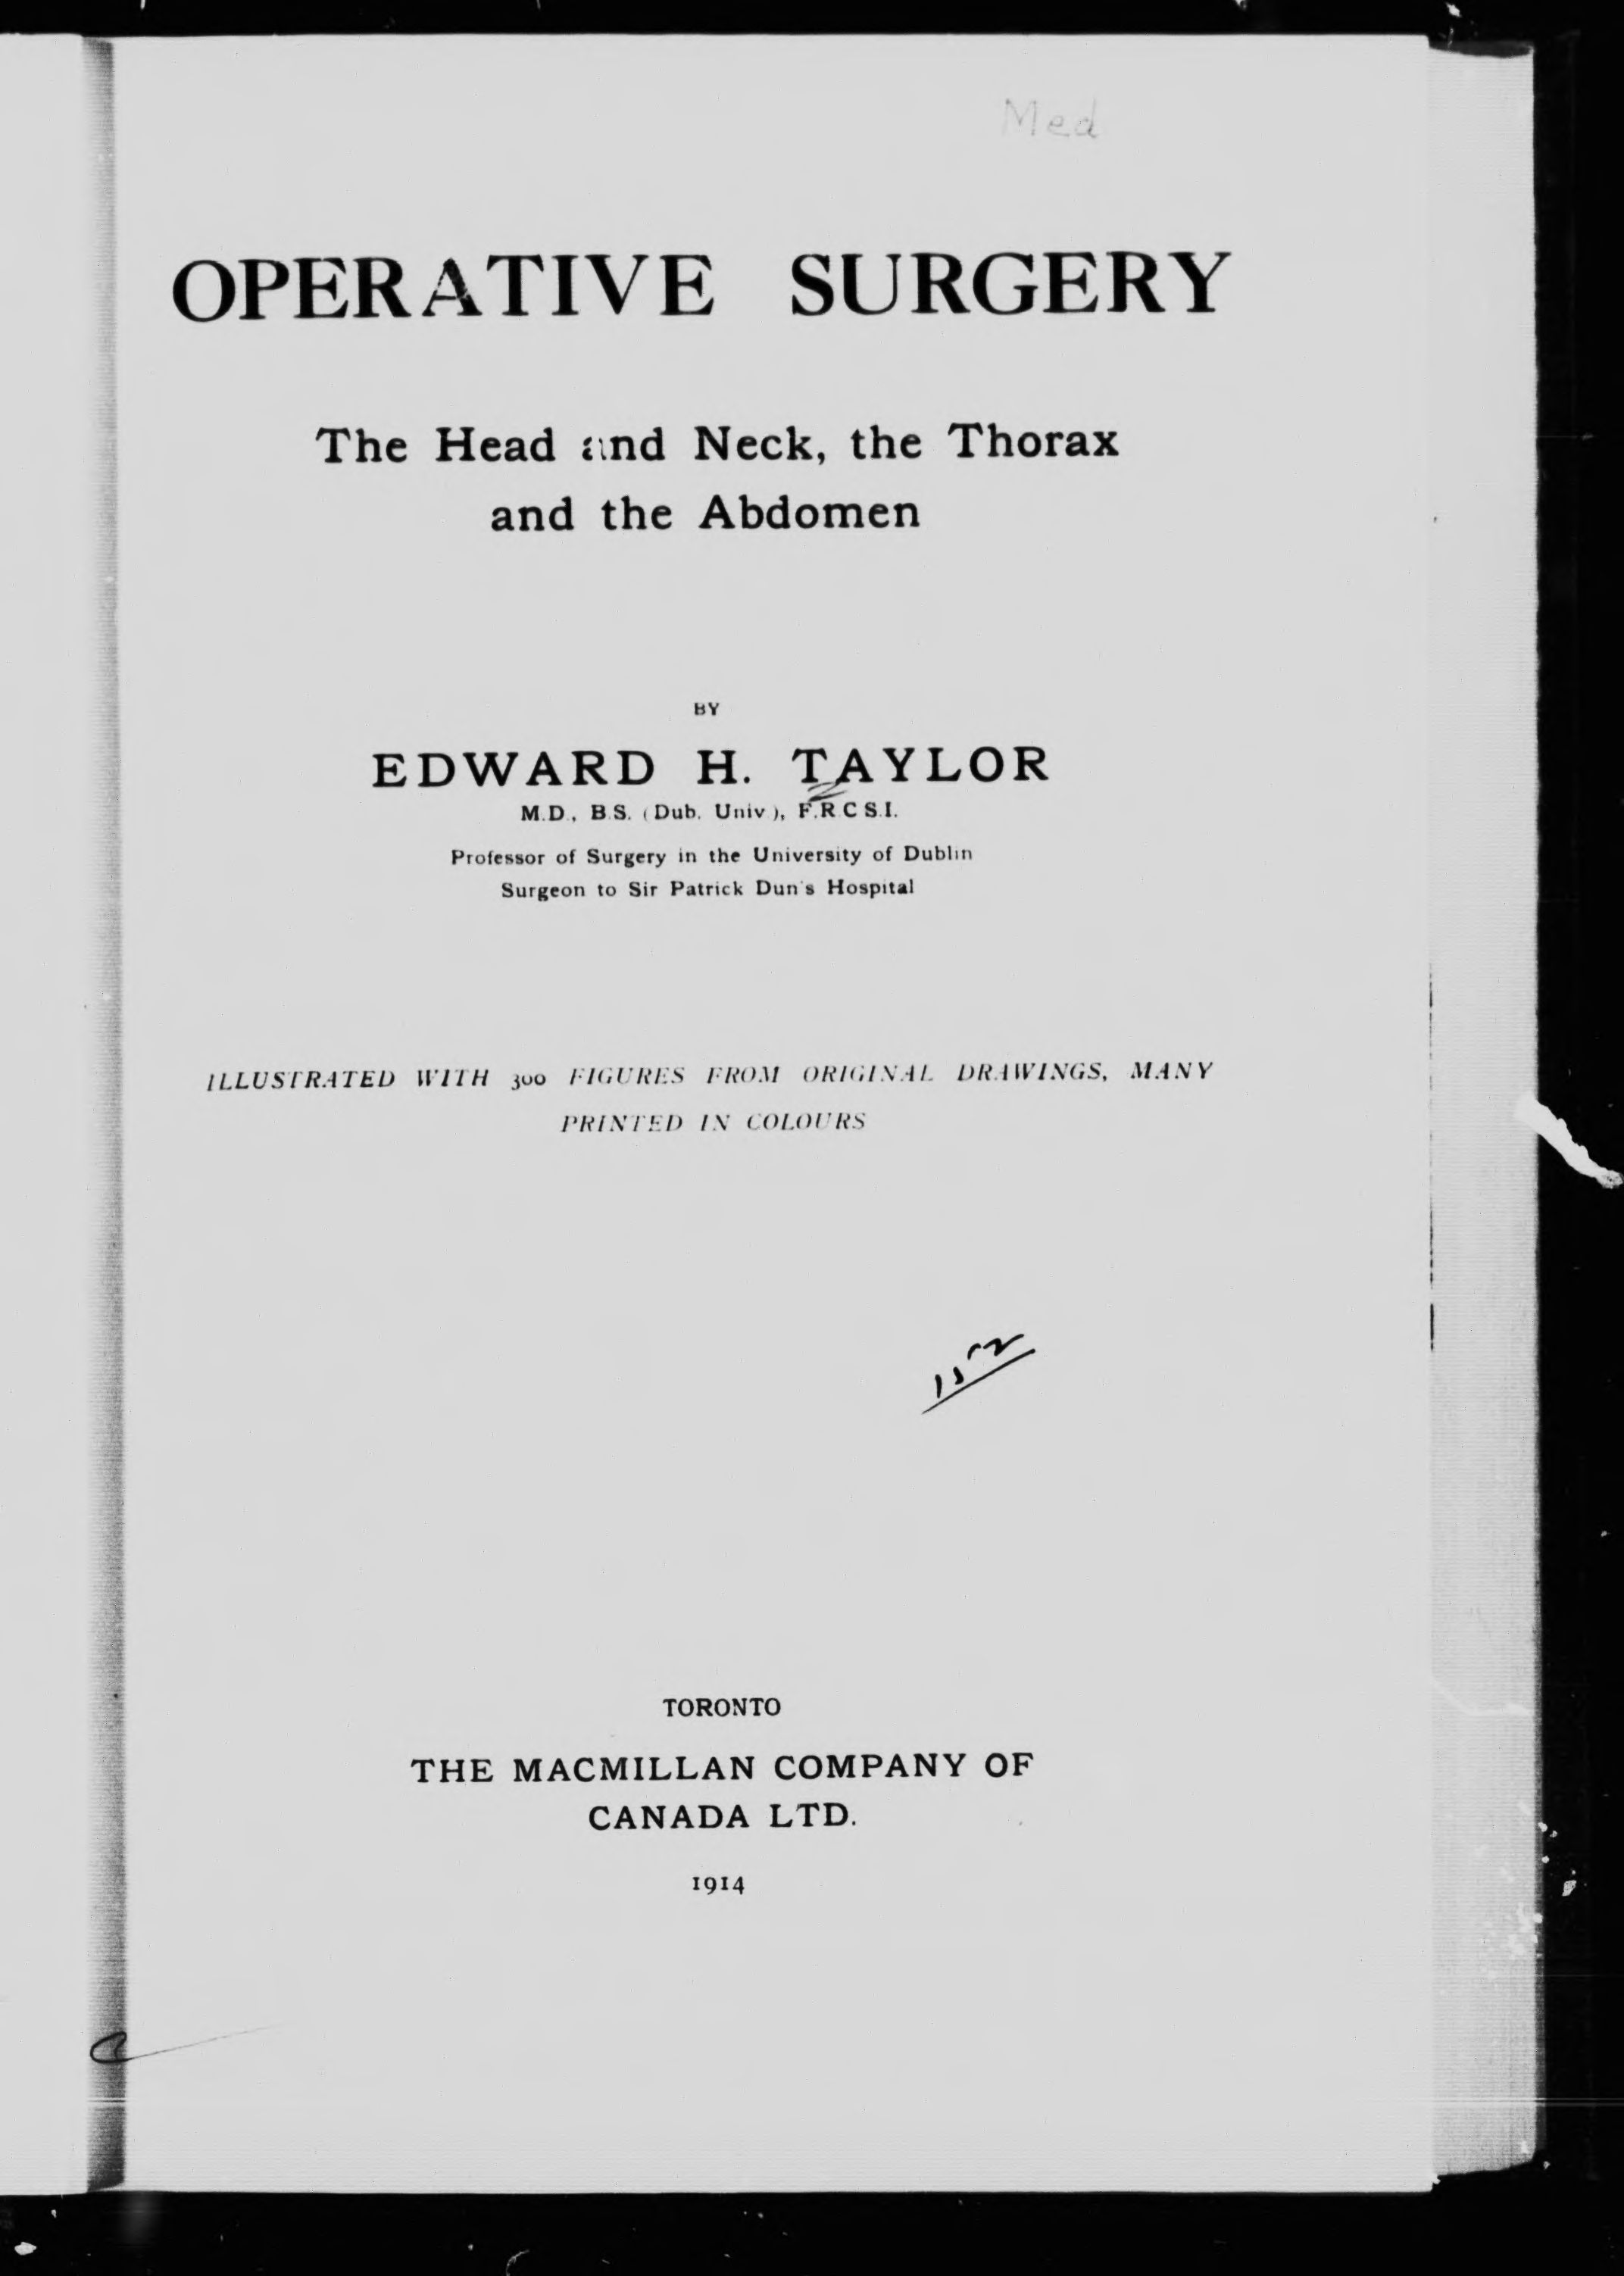 Med
OPERATIVE SURGERY
The Head and Neck, the Thorax
and the Abdomen
BY
EDWARD H. TAYLOR
M.D., B.S. (Dub. Univ.), F.R.C.S.I.
Professor of Surgery in the University of Dublin
Surgeon to Sir Patrick Dun's Hospital
ILLUSTRATED WITH 300 FIGURES FROM ORIGINAL DRAWINGS, MANY
PRINTED IN COLOURS
TORONTO
THE MACMILLAN COMPANY OF
CANADA LTD.
1914